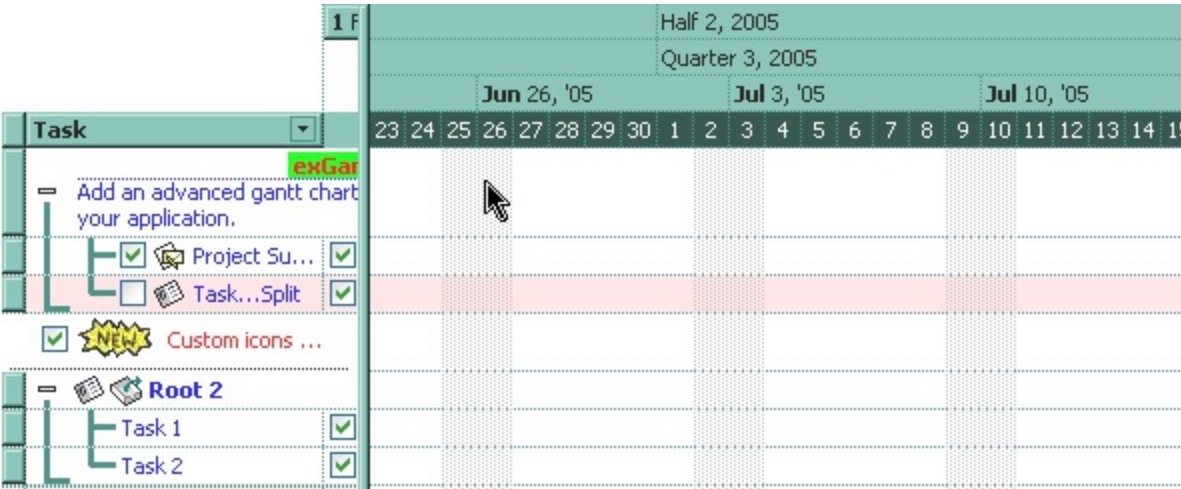 1 F
Half 2, 2005
Quarter 3, 2005
Jun 26, '05 Jul 3, '05 Jul 10, '05
Task 23 24 25 26 27 28 29 30 1 2 3 4 5 6 7 8 9 10 11 12 13 14 15
exGan
Add an advanced gantt chart
your application.
Project Su...
Task...Split
NEW Custom icons ...
Root 2
Task 1
Task 2